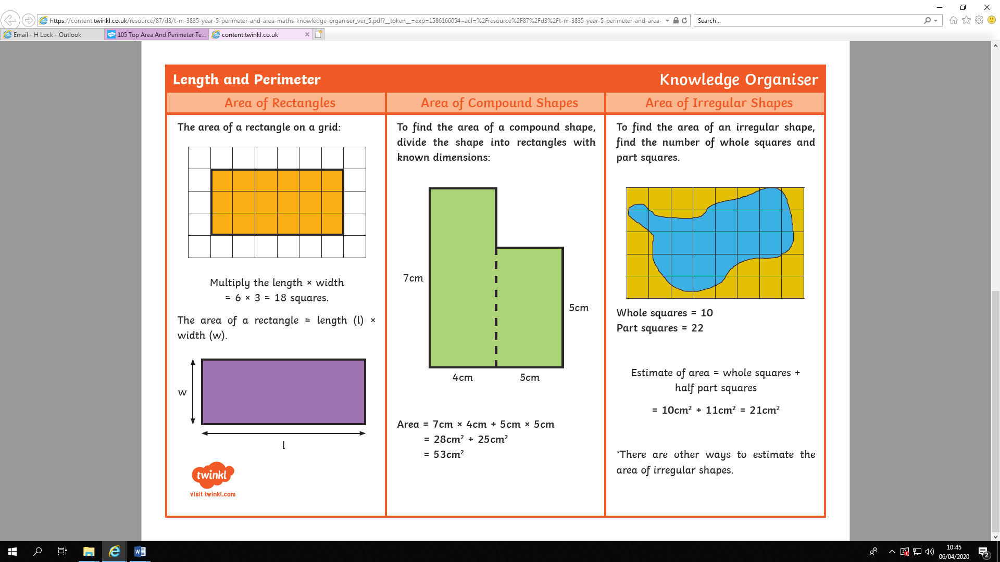 https://content.twinkl.co.uk/resource/87/d3/t-m-3835-year-5-perimeter-and-area-maths-knowledge-organiser_ver_5.pdf?__token__=exp=1586166054~acl=%2Fresource%2F87%2Fd3%2Ft-m-3835-year-5-perimeter-and-area-
Search...
Email - H Lock - Outlook
105 Top Area And Perimeter Te...
content.twinkl.co.uk
Length and Perimeter
Knowledge Organiser
Area of Rectangles
The area of a rectangle on a grid:
Multiply the length × width
= 6 × 3 = 18 squares.
The area of a rectangle = length (l) ×
width (w).
w
l
twinkl
visit twinkl.com
Area of Compound Shapes
To find the area of a compound shape,
divide the shape into rectangles with
known dimensions:
7cm
5cm
4cm
5cm
Area = 7cm × 4cm + 5cm × 5cm
= 28cm² + 25cm²
= 53cm²
Area of Irregular Shapes
To find the area of an irregular shape,
find the number of whole squares and
part squares.
Whole squares = 10
Part squares = 22
Estimate of area = whole squares +
half part squares
= 10cm² + 11cm² = 21cm²
*There are other ways to estimate the
area of irregular shapes.
10:45
06/04/2020
2